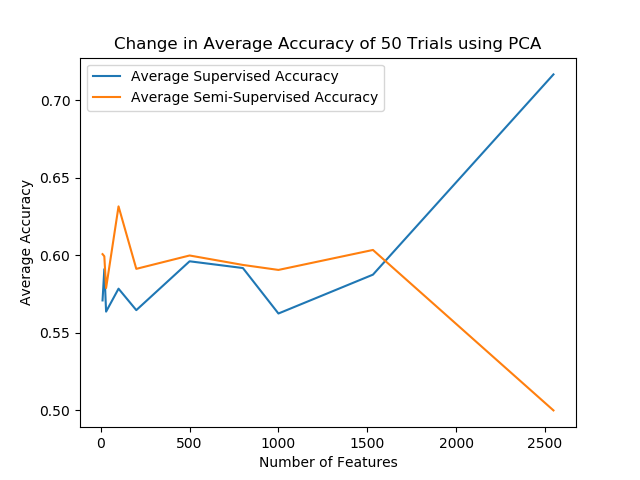 Change in Average Accuracy of 50 Trials using PCA
Average Supervised Accuracy
Average Semi-Supervised Accuracy
0.70
0.65
0.60
0.55
0.50
Average Accuracy
0 500 1000 1500 2000 2500
Number of Features